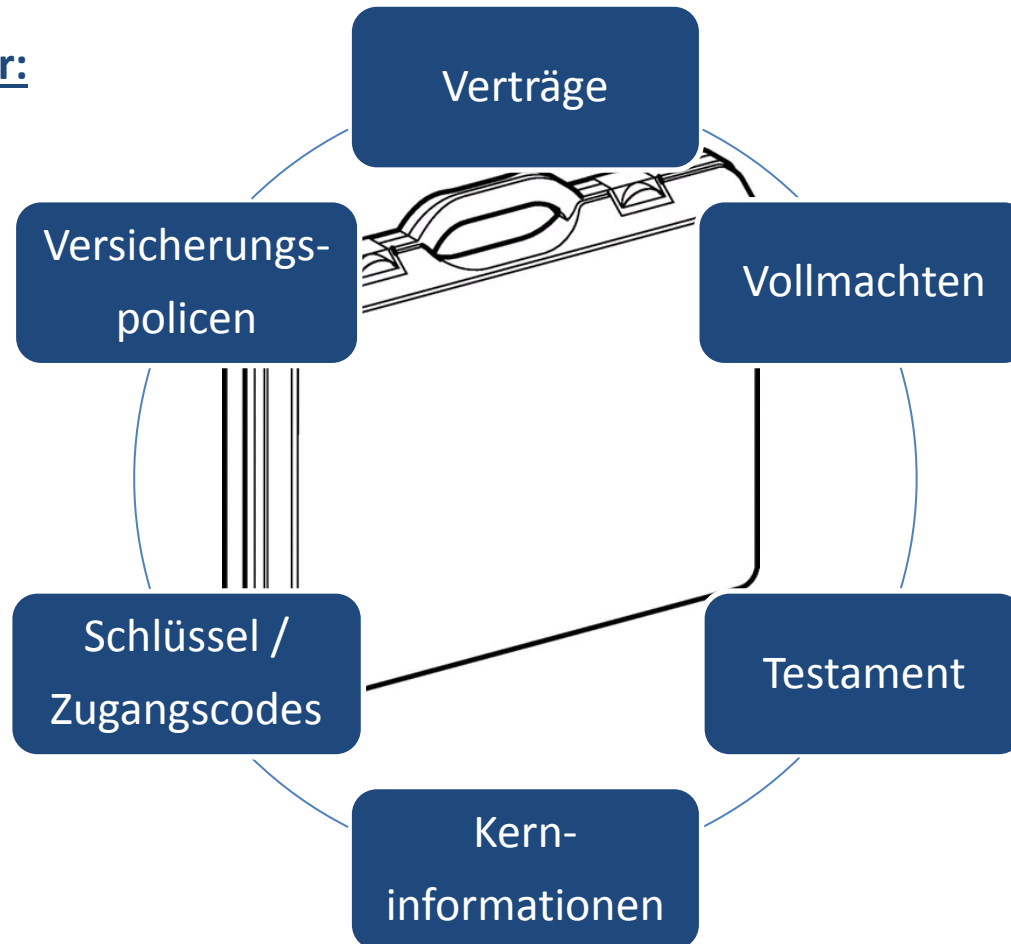 r:
Verträge
Versicherungs-
policen
Vollmachten
Schlüssel /
Zugangscodes
Testament
Kern-
informationen